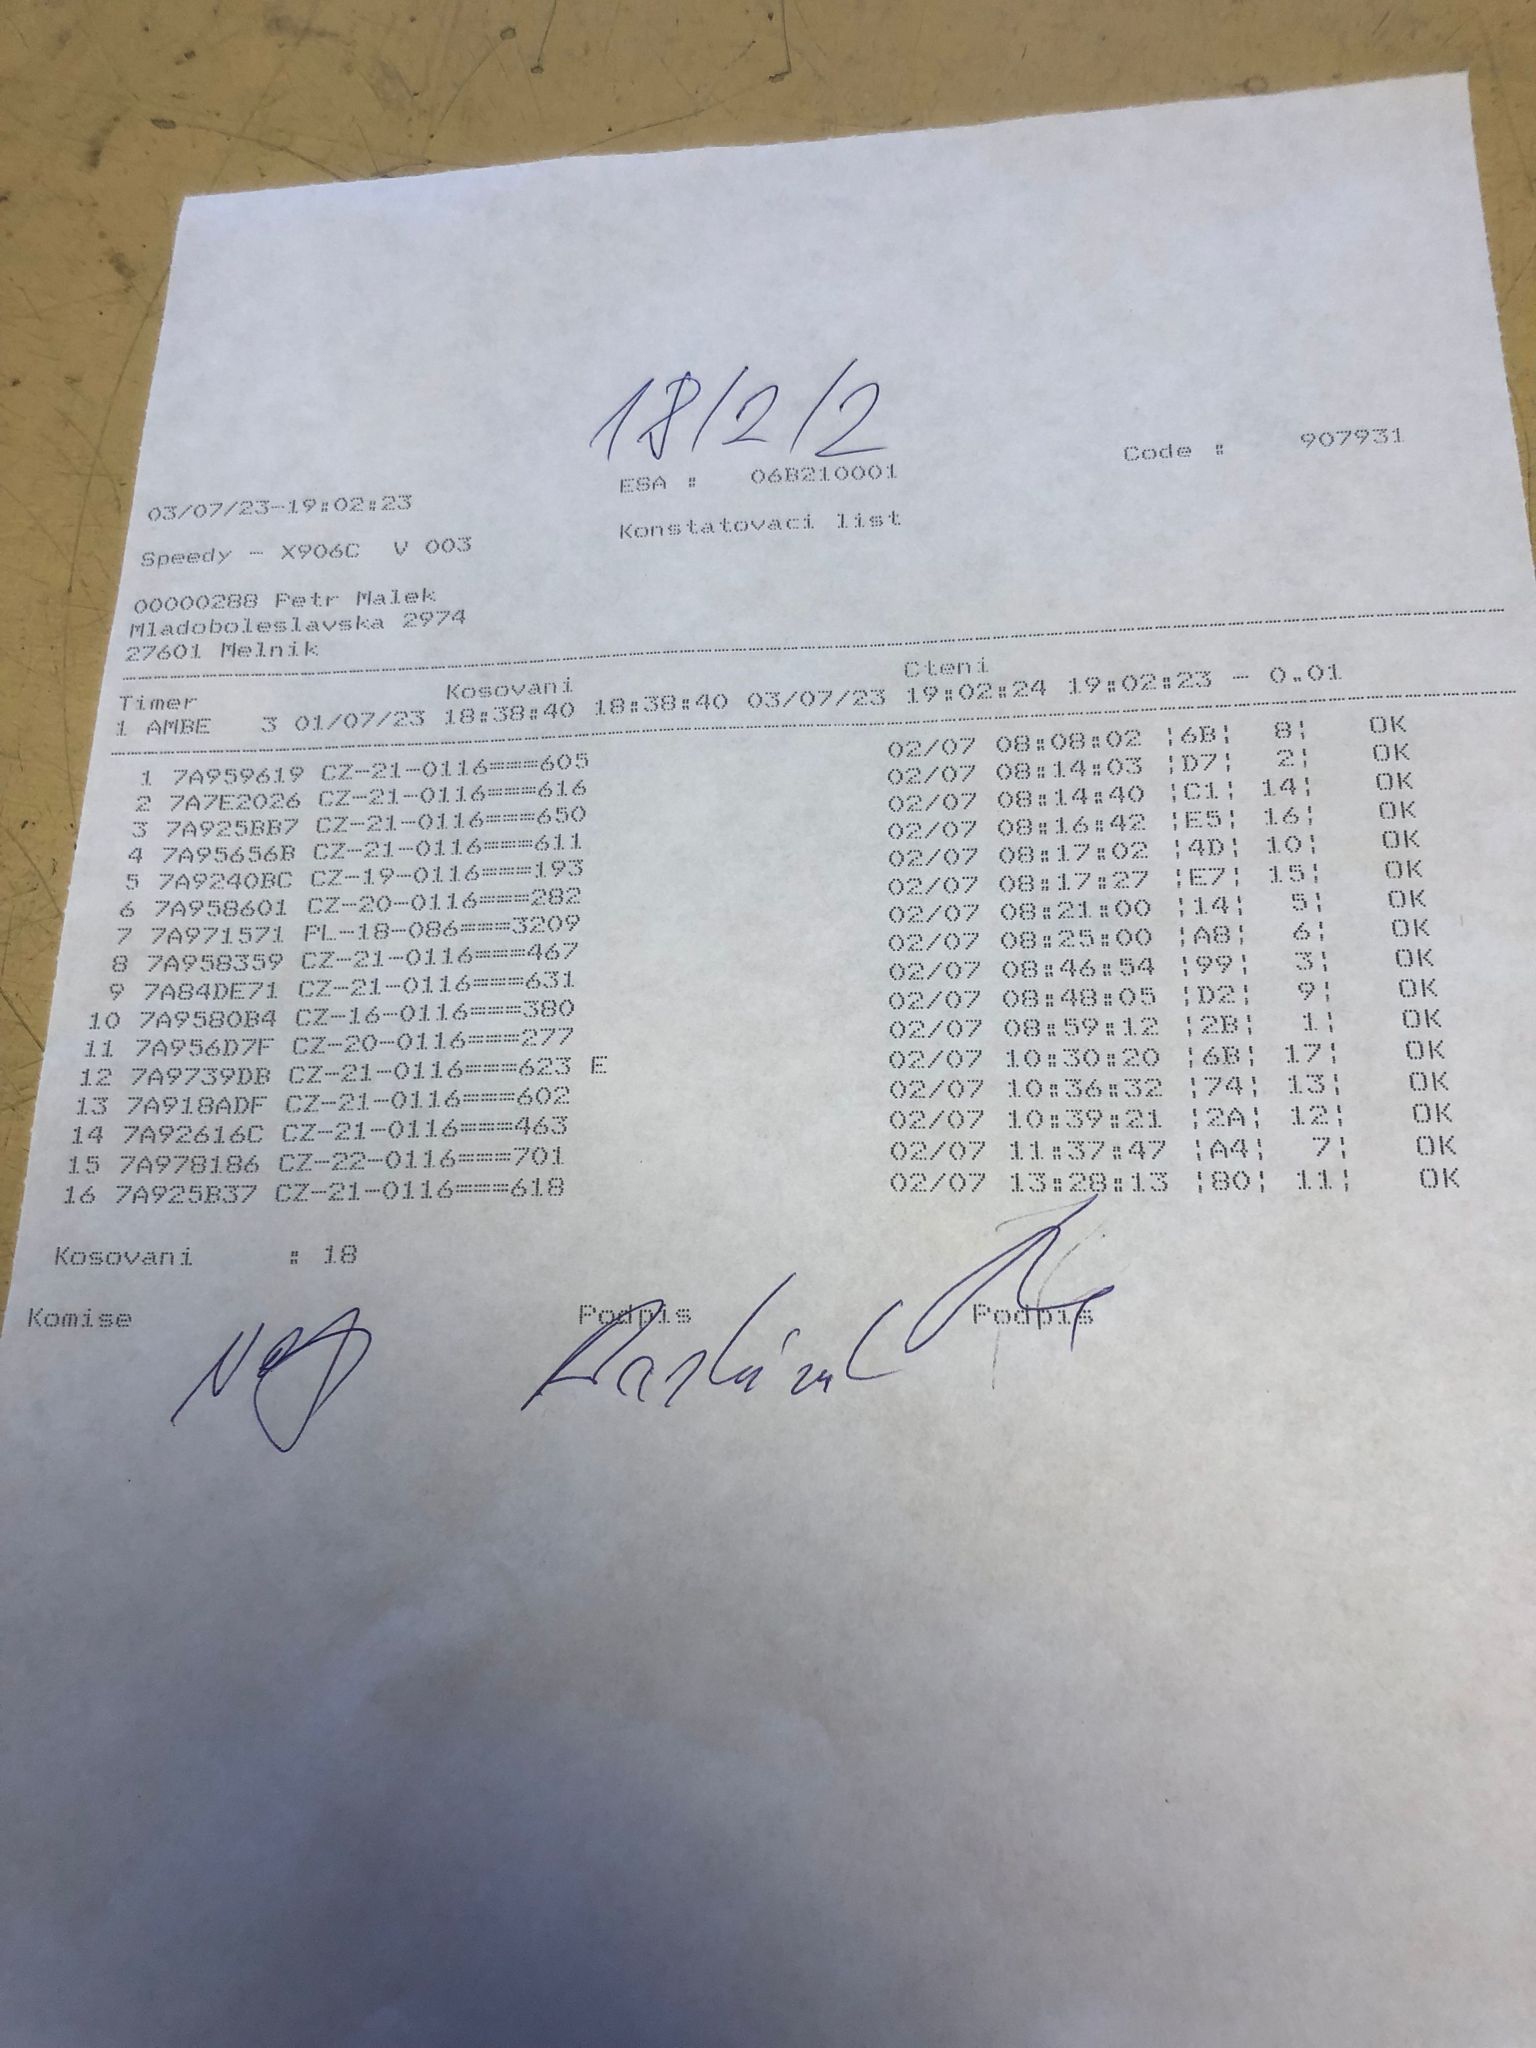 18/2/2
03/07/23-19:02:23 ESA : 06B210001 Code : 907931
Speedy - X906C V 003 Konstatovaci list
00000288 Petr Malek
Mladoboleslavska 2974
27601 Melnik
Timer Kosovani Cteni
1 AMBE 3 01/07/23 18:38:40 18:38:40 03/07/23 19:02:24 19:02:23 - 0.01
1 7A959619 CZ-21-0116===605 02/07 08:08:02 ¦6B¦ 8¦ OK
2 7A7E2026 CZ-21-0116===616 02/07 08:14:03 ¦D7¦ 2¦ OK
3 7A925BB7 CZ-21-0116===650 02/07 08:14:40 ¦C1¦ 14¦ OK
4 7A95656B CZ-21-0116===611 02/07 08:16:42 ¦E5¦ 16¦ OK
5 7A9240BC CZ-19-0116===193 02/07 08:17:02 ¦4D¦ 10¦ OK
6 7A958601 CZ-20-0116===282 02/07 08:17:27 ¦E7¦ 15¦ OK
7 7A971571 PL-18-086===3209 02/07 08:21:00 ¦14¦ 5¦ OK
8 7A958359 CZ-21-0116===467 02/07 08:25:00 ¦A8¦ 6¦ OK
9 7A84DE71 CZ-21-0116===631 02/07 08:46:54 ¦99¦ 3¦ OK
10 7A9580B4 CZ-16-0116===380 02/07 08:48:05 ¦D2¦ 9¦ OK
11 7A956D7F CZ-20-0116===277 02/07 08:59:12 ¦2B¦ 1¦ OK
12 7A9739DB CZ-21-0116===623 E 02/07 10:30:20 ¦6B¦ 17¦ OK
13 7A918ADF CZ-21-0116===602 02/07 10:36:32 ¦74¦ 13¦ OK
14 7A92616C CZ-21-0116===463 02/07 10:39:21 ¦2A¦ 12¦ OK
15 7A978186 CZ-22-0116===701 02/07 11:37:47 ¦A4¦ 7¦ OK
16 7A925B37 CZ-21-0116===618 02/07 13:28:13 ¦80¦ 11¦ OK
Kosovani : 18
Komise Podpis Podpis